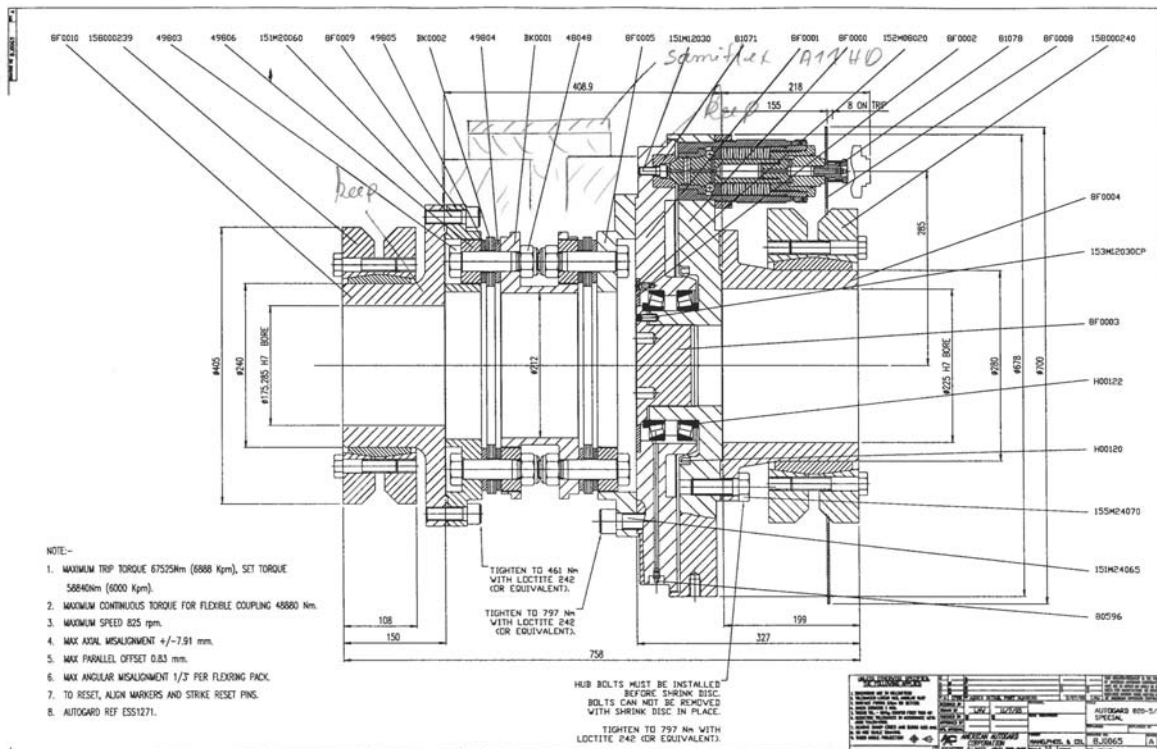 BF0010 15B000239 49803 49806 151M20060 BF0009 49805 BK0002 49804 BK0001 48048 BF0005 151M12030 81071 BF0001 BF0000 152M08020 BF0002 81078 BF0008 15B000240
Samiflex A11 HD
408.9
218
155
8 ON TRIP
keep
keep
BF0004
285
153M12030CP
BF0003
ø405
ø240
ø175.285 H7 BORE
ø212
ø225 H7 BORE
ø280
ø678
ø700
H00122
H00120
155M24070
151M24065
80596
NOTE:-
1. MAXIMUM TRIP TORQUE 67525Nm (6888 Kpm), SET TORQUE
58840Nm (6000 Kpm).
2. MAXIMUM CONTINUOUS TORQUE FOR FLEXIBLE COUPLING 48880 Nm.
3. MAXIMUM SPEED 825 rpm.
4. MAX AXIAL MISALIGNMENT +/-7.91 mm.
5. MAX PARALLEL OFFSET 0.83 mm.
6. MAX ANGULAR MISALIGNMENT 1/3° PER FLEXRING PACK.
7. TO RESET, ALIGN MARKERS AND STRIKE RESET PINS.
8. AUTOGARD REF ESS1271.
TIGHTEN TO 461 Nm
WITH LOCTITE 242
(OR EQUIVALENT).
TIGHTEN TO 797 Nm
WITH LOCTITE 242
(OR EQUIVALENT).
108
150
758
199
327
HUB BOLTS MUST BE INSTALLED
BEFORE SHRINK DISC.
BOLTS CAN NOT BE REMOVED
WITH SHRINK DISC IN PLACE.
TIGHTEN TO 797 Nm WITH
LOCTITE 242 (OR EQUIVALENT).
AUTOGARD 820-5/
SPECIAL
AMERICAN AUTOGARD
CORPORATION
BJ0065 A